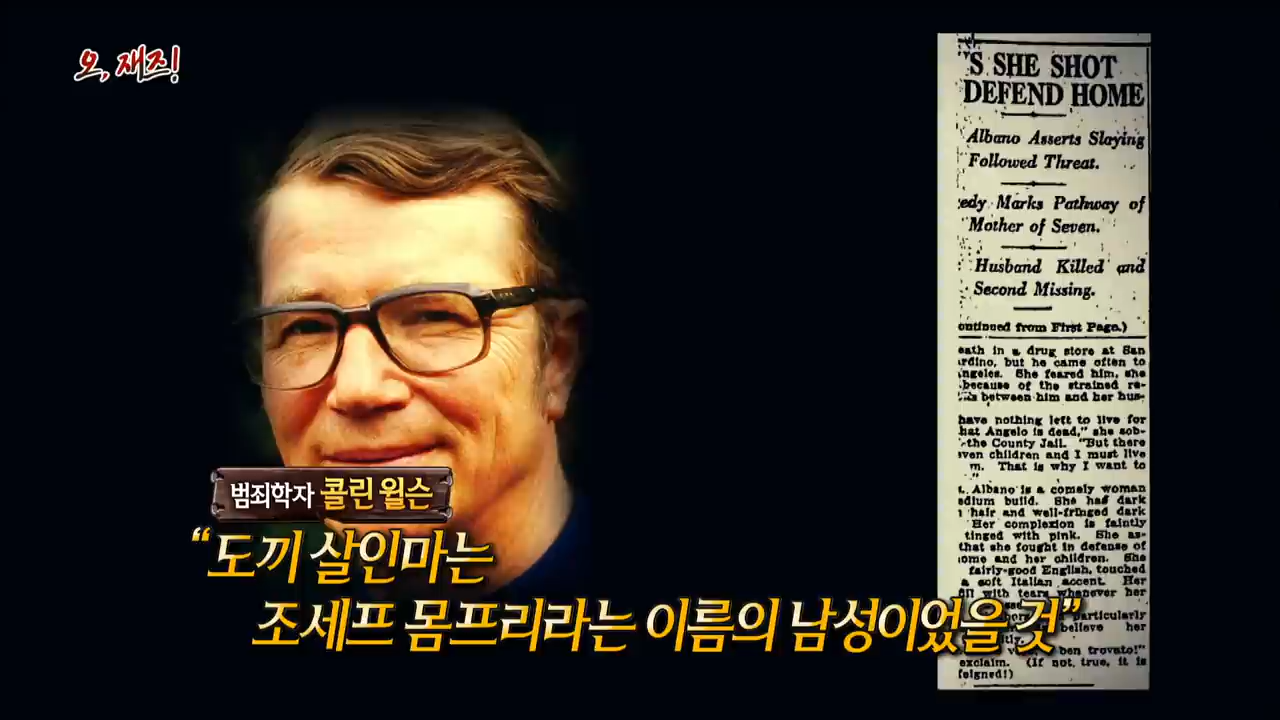 오, 재즈!
'S SHE SHOT
DEFEND HOME
Albano Asserts Slaying
Followed Threat.
edy Marks Pathway of
Mother of Seven.
Husband Killed and
Second Missing.
ontinued from First Page.)
eath in a drug store at San
rdino, but he came often to
ngeles. She feared him, she
because of the strained re-
between him and her hus-
have nothing left to live for
hat Angelo is dead," she sob-
the County Jail. "But there
even children and I must live
m. That is why I want to
Albano is a comely woman
edium build. She has dark
hair and well-fringed dark
Her complexion is faintly
tinged with pink. She as-
that she fought in defense of
ome and her children. She
fairly-good English, touched
a soft Italian accent. Her
fill with tears whenever her
particularly
believe her
ben trovato!"
exclaim. (If not true, it is
feigned!)
범죄학자 콜린 윌슨
“도끼 살인마는
조세프 몸프리라는 이름의 남성이었을 것”